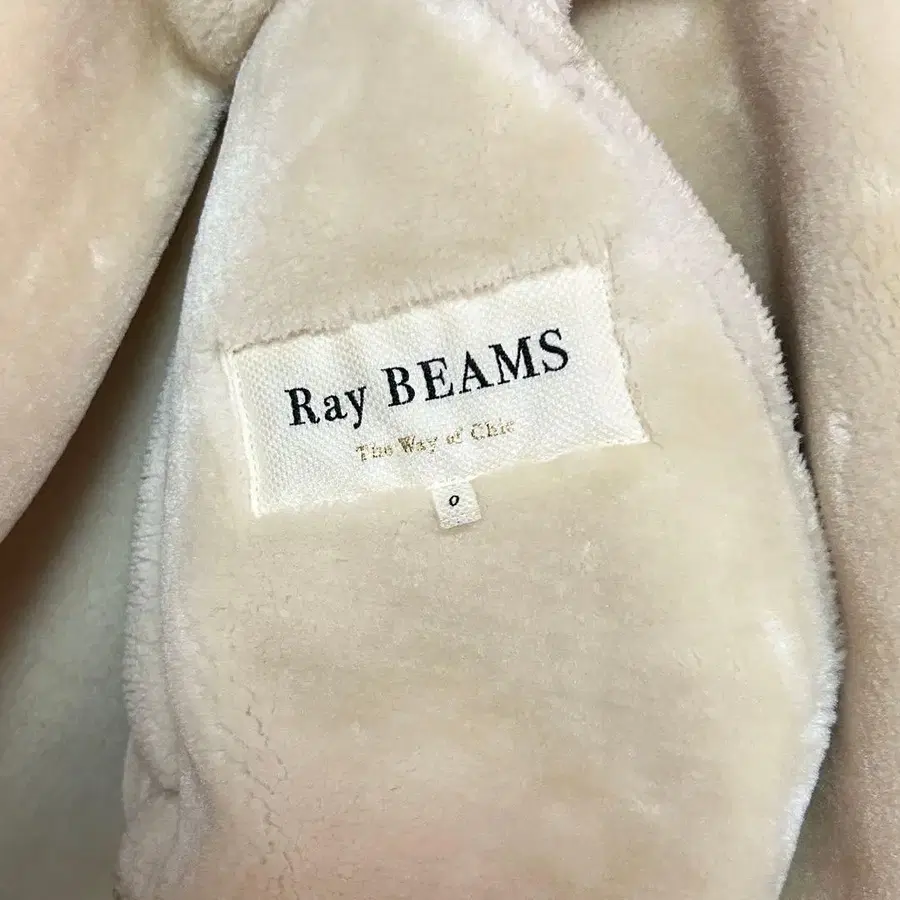 Ray BEAMS
The Way of Chic
0